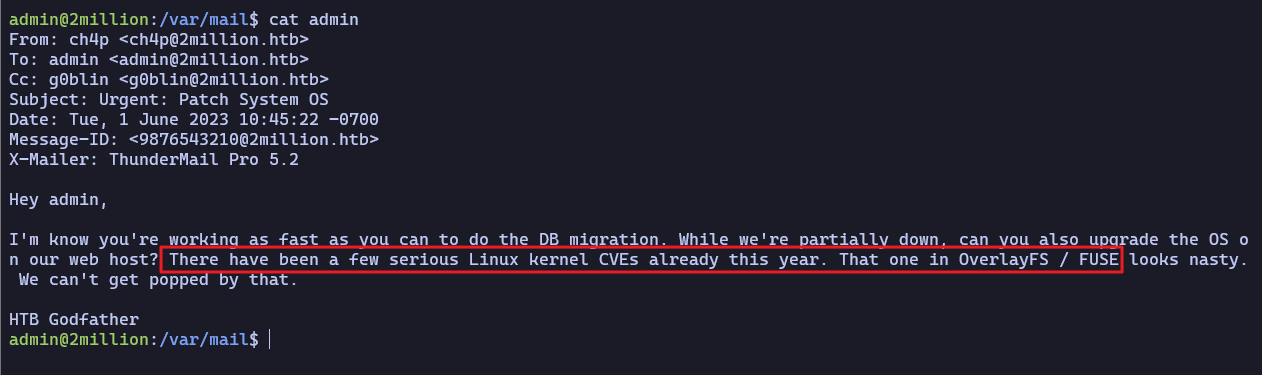 admin@2million:/var/mail$ cat admin
From: ch4p <ch4p@2million.htb>
To: admin <admin@2million.htb>
Cc: g0blin <g0blin@2million.htb>
Subject: Urgent: Patch System OS
Date: Tue, 1 June 2023 10:45:22 -0700
Message-ID: <9876543210@2million.htb>
X-Mailer: ThunderMail Pro 5.2
Hey admin,
I'm know you're working as fast as you can to do the DB migration. While we're partially down, can you also upgrade the OS o
n our web host? There have been a few serious Linux kernel CVEs already this year. That one in OverlayFS / FUSE looks nasty.
 We can't get popped by that.
HTB Godfather
admin@2million:/var/mail$